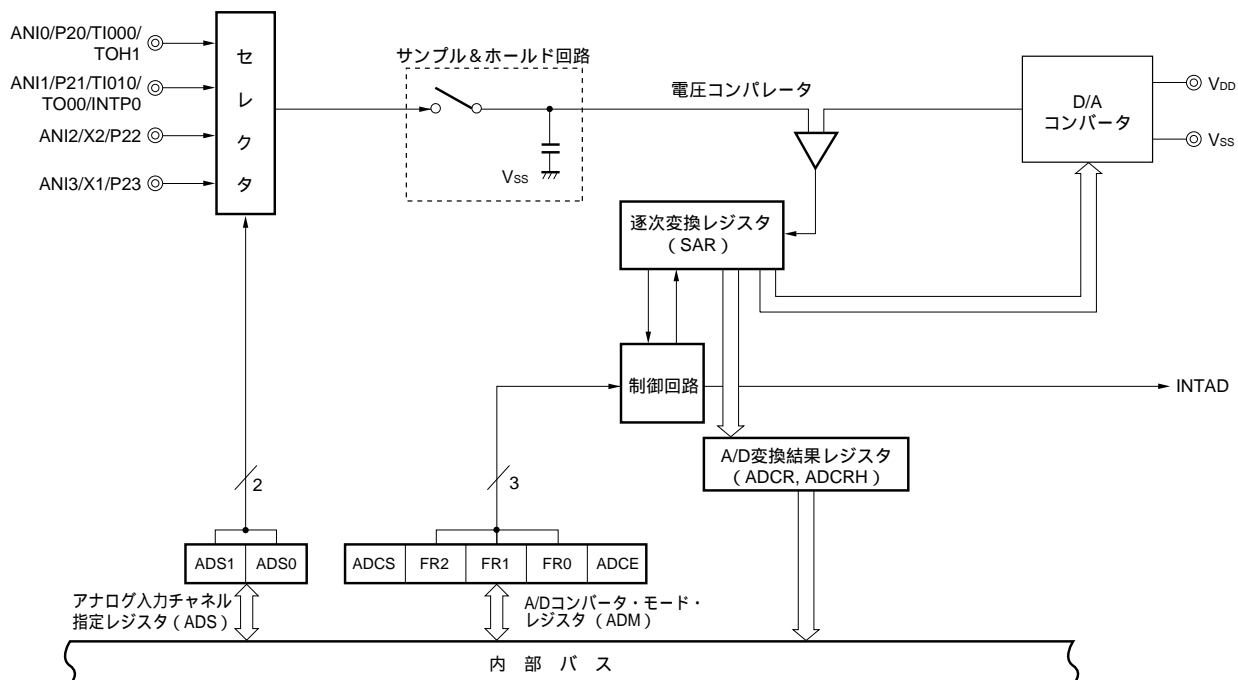 ANI0/P20/TI000/
TOH1
ANI1/P21/TI010/
TO00/INTP0
ANI2/X2/P22
ANI3/X1/P23
セレクタ
サンプル＆ホールド回路
VSS
電圧コンパレータ
D/A
コンバータ
VDD
VSS
逐次変換レジスタ
（SAR）
制御回路
INTAD
A/D変換結果レジスタ
（ADCR, ADCRH）
2
3
ADS1 ADS0
ADCS FR2 FR1 FR0 ADCE
アナログ入力チャネル
指定レジスタ（ADS）
A/Dコンバータ・モード・
レジスタ（ADM）
内部バス